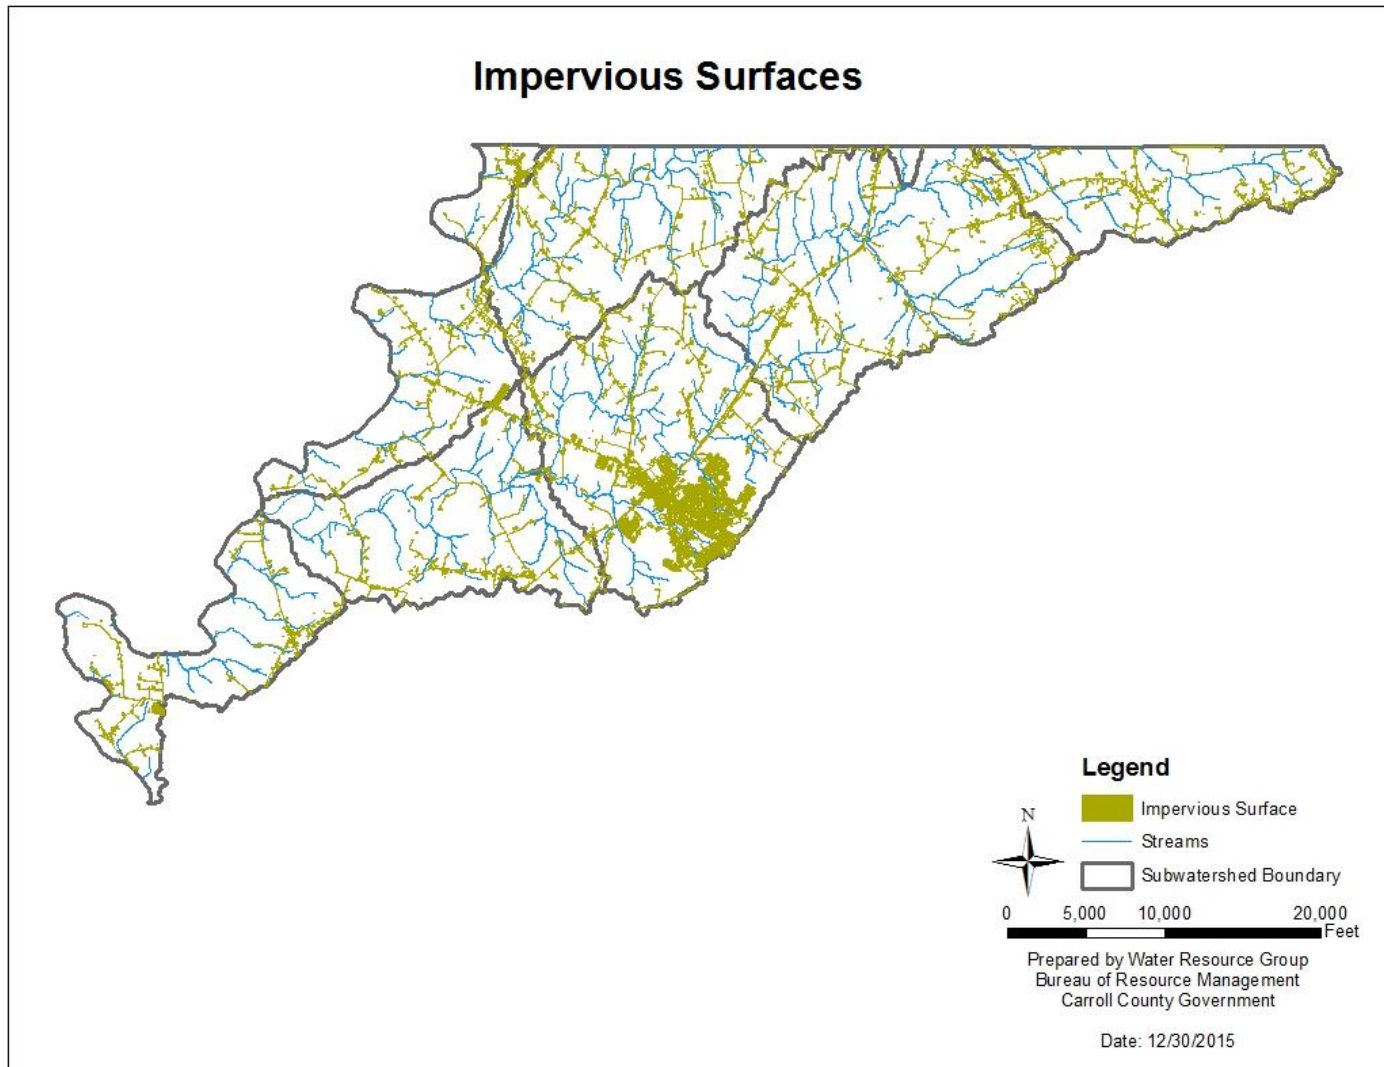 Impervious Surfaces
Legend
N
Impervious Surface
Streams
Subwatershed Boundary
0 5,000 10,000 20,000
Feet
Prepared by Water Resource Group
Bureau of Resource Management
Carroll County Government
Date: 12/30/2015